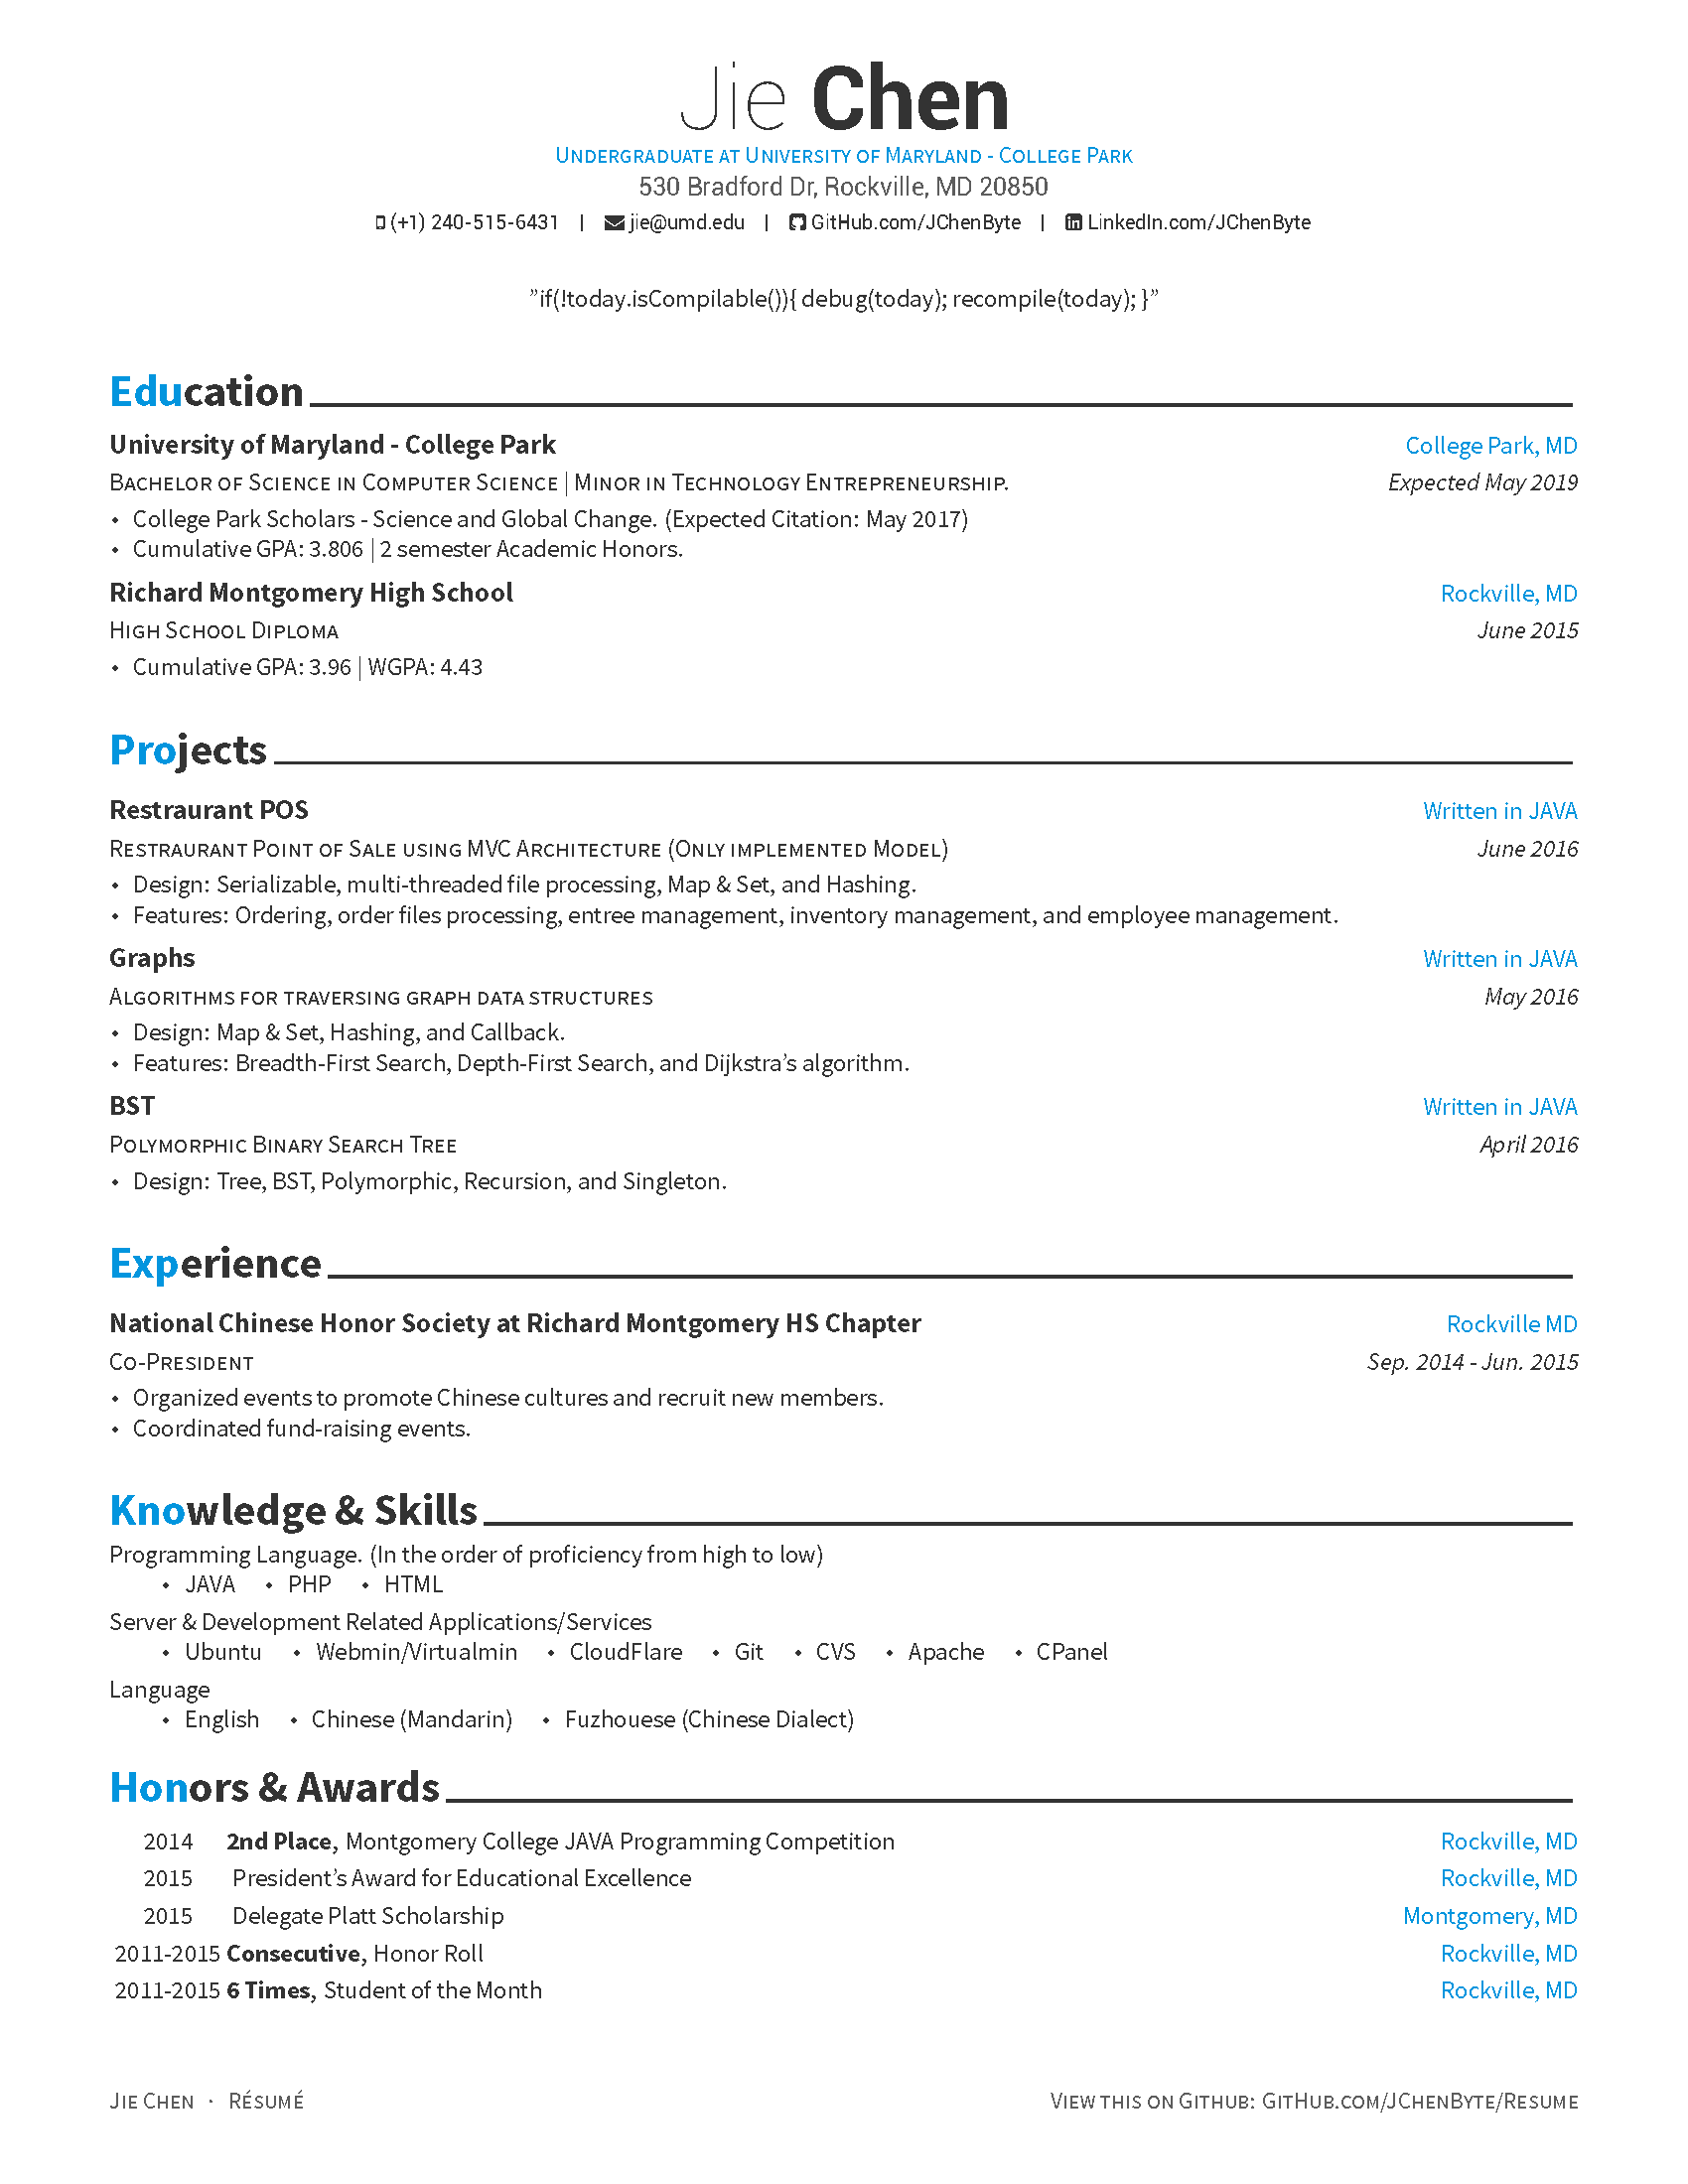 Jie Chen
Undergraduate at University of Maryland - College Park
530 Bradford Dr, Rockville, MD 20850
(+1) 240-515-6431 | jie@umd.edu | GitHub.com/JChenByte | LinkedIn.com/JChenByte
”if(!today.isCompilable()){ debug(today); recompile(today); }”
Education
University of Maryland - College Park College Park, MD
Bachelor of Science in Computer Science | Minor in Technology Entrepreneurship. Expected May 2019
• College Park Scholars - Science and Global Change. (Expected Citation: May 2017)
• Cumulative GPA: 3.806 | 2 semester Academic Honors.
Richard Montgomery High School Rockville, MD
High School Diploma June 2015
• Cumulative GPA: 3.96 | WGPA: 4.43
Projects
Restraurant POS Written in JAVA
Restraurant Point of Sale using MVC Architecture (Only implemented Model) June 2016
• Design: Serializable, multi-threaded file processing, Map & Set, and Hashing.
• Features: Ordering, order files processing, entree management, inventory management, and employee management.
Graphs Written in JAVA
Algorithms for traversing graph data structures May 2016
• Design: Map & Set, Hashing, and Callback.
• Features: Breadth-First Search, Depth-First Search, and Dijkstra’s algorithm.
BST Written in JAVA
Polymorphic Binary Search Tree April 2016
• Design: Tree, BST, Polymorphic, Recursion, and Singleton.
Experience
National Chinese Honor Society at Richard Montgomery HS Chapter Rockville MD
Co-President Sep. 2014 - Jun. 2015
• Organized events to promote Chinese cultures and recruit new members.
• Coordinated fund-raising events.
Knowledge & Skills
Programming Language. (In the order of proficiency from high to low)
• JAVA • PHP • HTML
Server & Development Related Applications/Services
• Ubuntu • Webmin/Virtualmin • CloudFlare • Git • CVS • Apache • CPanel
Language
• English • Chinese (Mandarin) • Fuzhouese (Chinese Dialect)
Honors & Awards
2014 2nd Place, Montgomery College JAVA Programming Competition Rockville, MD
2015 President’s Award for Educational Excellence Rockville, MD
2015 Delegate Platt Scholarship Montgomery, MD
2011-2015 Consecutive, Honor Roll Rockville, MD
2011-2015 6 Times, Student of the Month Rockville, MD
Jie Chen · Résumé View this on Github: GitHub.com/JChenByte/Resume